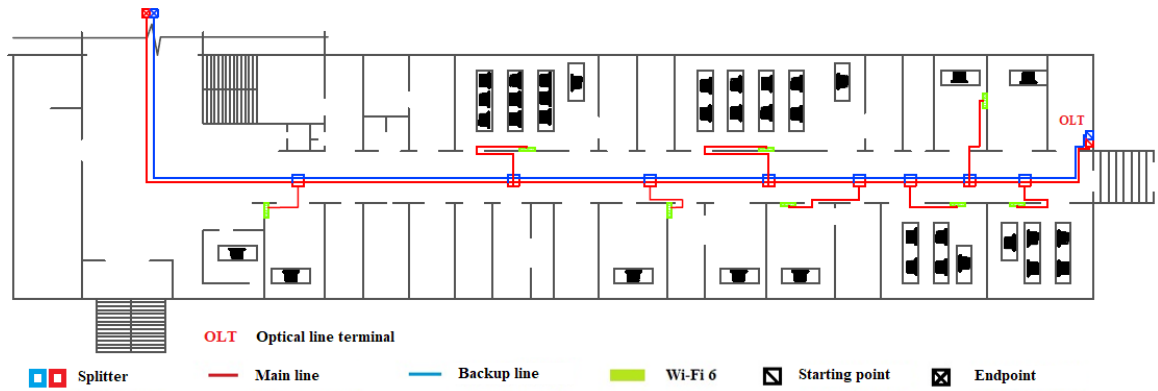 OLT
OLT Optical line terminal
Splitter Main line Backup line Wi-Fi 6 Starting point Endpoint